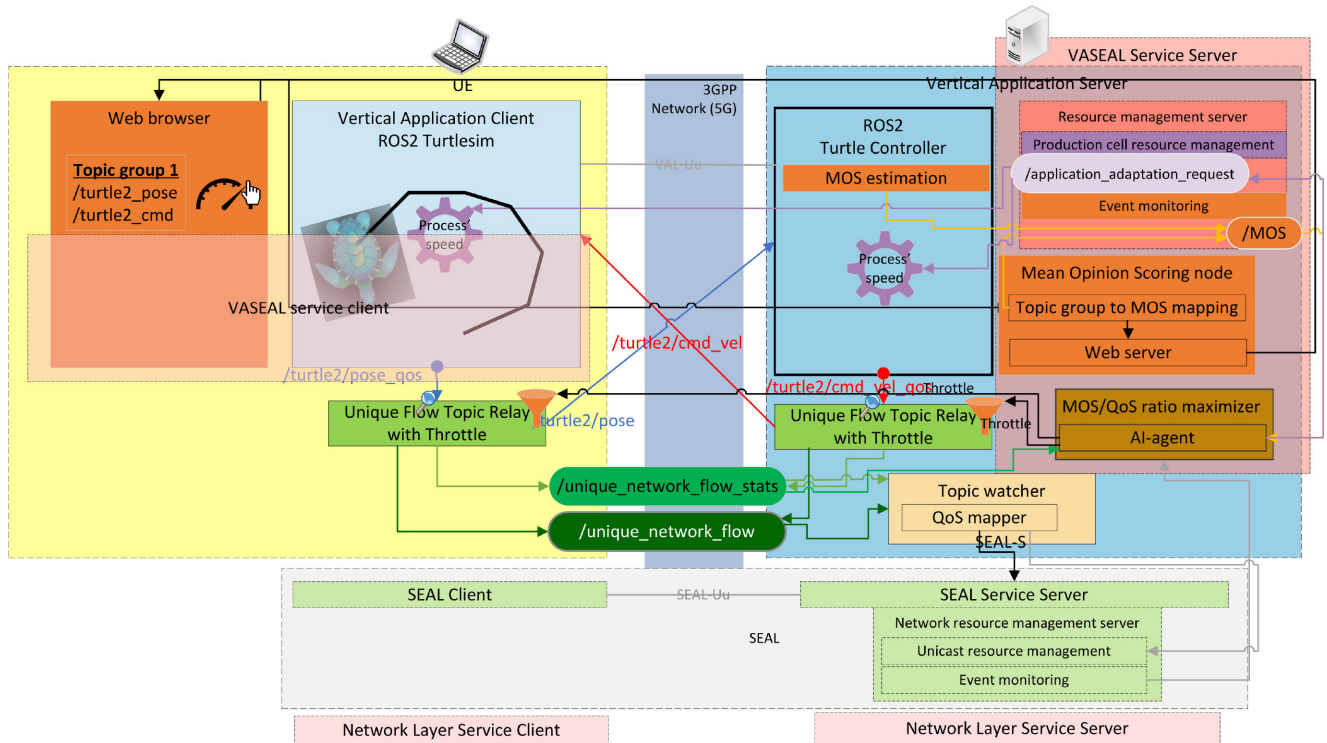 VASEAL Service Server
UE
3GPP
Network (5G)
Vertical Application Server
Web browser
Topic group 1
/turtle2_pose
/turtle2_cmd
Vertical Application Client
ROS2 Turtlesim
Process’
speed
VASEAL service client
VAL-Uu
ROS2
Turtle Controller
MOS estimation
Process’
speed
Resource management server
Production cell resource management
/application_adaptation_request
Event monitoring
/MOS
Mean Opinion Scoring node
Topic group to MOS mapping
Web server
/turtle2/cmd_vel
/turtle2/pose_qos
/turtle2/cmd_vel_qos
Throttle
Unique Flow Topic Relay
with Throttle
/turtle2/pose
Unique Flow Topic Relay
with Throttle
Throttle
MOS/QoS ratio maximizer
AI-agent
/unique_network_flow_stats
/unique_network_flow
Topic watcher
QoS mapper
SEAL-S
SEAL Client
SEAL-Uu
SEAL Service Server
SEAL
Network resource management server
Unicast resource management
Event monitoring
Network Layer Service Client
Network Layer Service Server